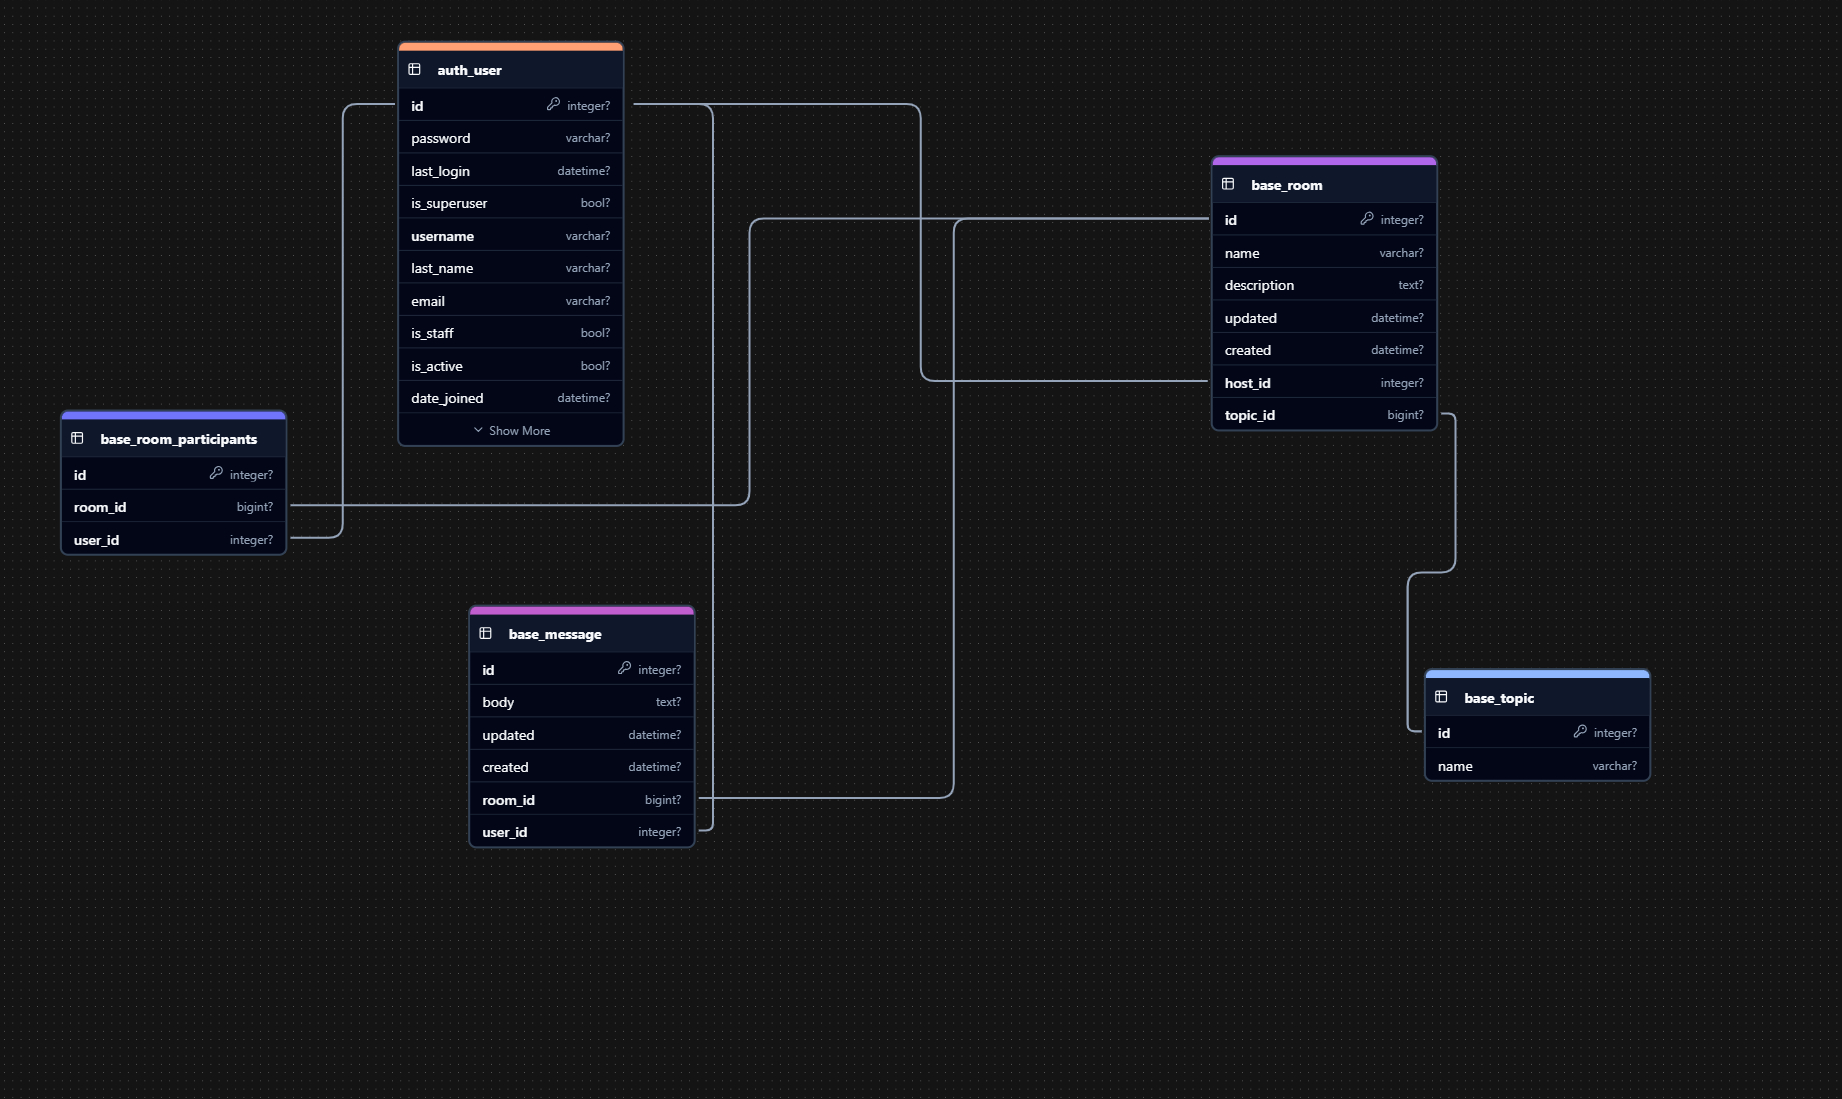 auth_user
id integer?
password varchar?
last_login datetime?
is_superuser bool?
username varchar?
last_name varchar?
email varchar?
is_staff bool?
is_active bool?
date_joined datetime?
Show More
base_room
id integer?
name varchar?
description text?
updated datetime?
created datetime?
host_id integer?
topic_id bigint?
base_room_participants
id integer?
room_id bigint?
user_id integer?
base_message
id integer?
body text?
updated datetime?
created datetime?
room_id bigint?
user_id integer?
base_topic
id integer?
name varchar?